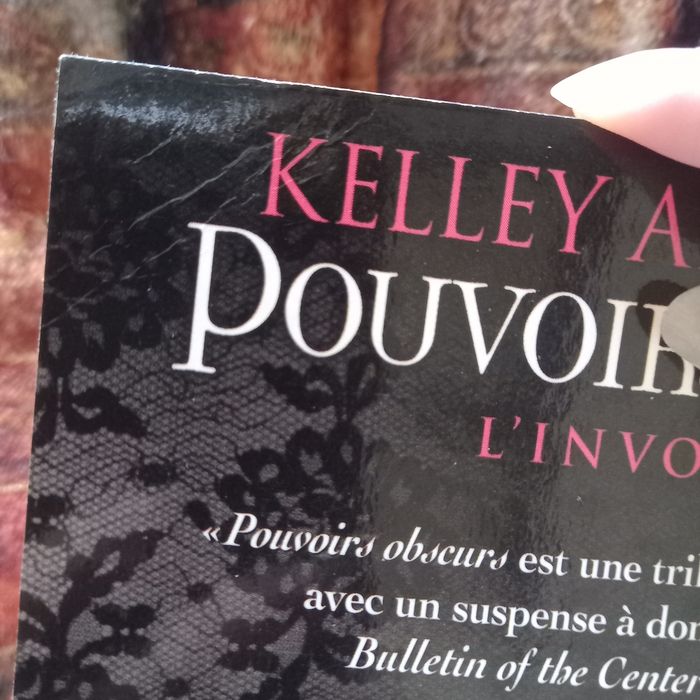 KELLEY A
POUVOIR
L'INVO
«Pouvoirs obscurs est une tril
avec un suspense à don
Bulletin of the Center